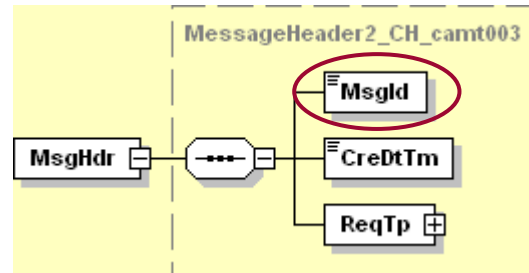 MessageHeader2_CH_camt003
MsgId
MsgHdr
CreDtTm
ReqTp